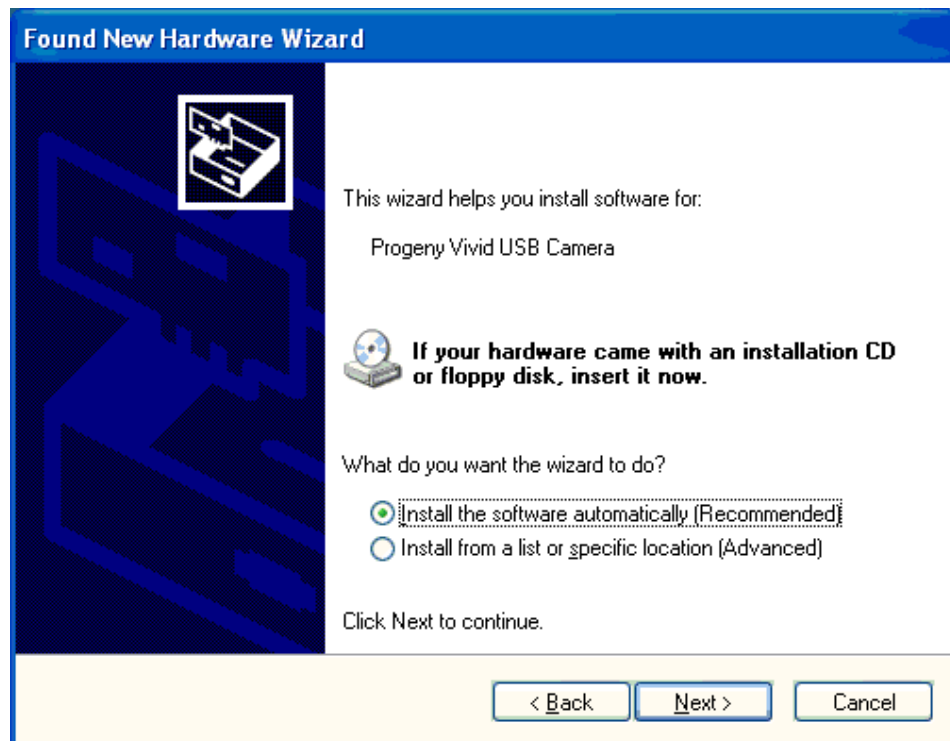 Found New Hardware Wizard
This wizard helps you install software for:
Progeny Vivid USB Camera
If your hardware came with an installation CD
or floppy disk, insert it now.
What do you want the wizard to do?
Install the software automatically (Recommended)
Install from a list or specific location (Advanced)
Click Next to continue.
< Back Next > Cancel